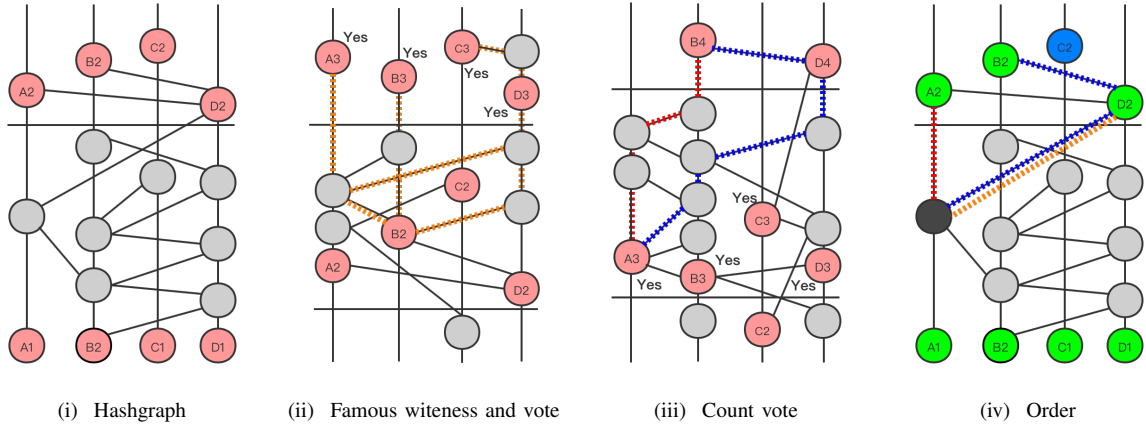 C2
B2
A2
D2
A1
B2
C1
D1
(i) Hashgraph
Yes
A3
Yes
B3
C3
Yes
D3
Yes
C2
B2
A2
D2
(ii) Famous witeness and vote
B4
D4
Yes
C3
A3
Yes
B3
Yes
D3
Yes
C2
(iii) Count vote
C2
B2
A2
D2
A1
B2
C1
D1
(iv) Order